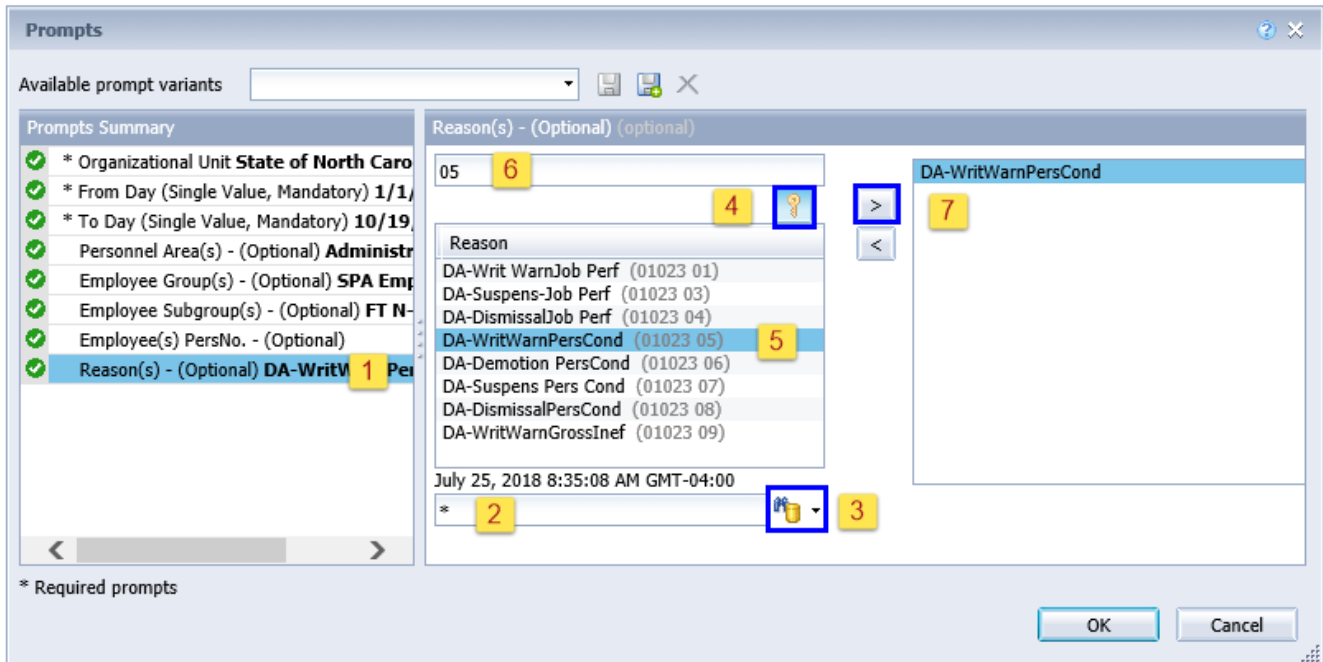 Prompts
Available prompt variants
Prompts Summary
* Organizational Unit State of North Caro
* From Day (Single Value, Mandatory) 1/1/
* To Day (Single Value, Mandatory) 10/19/
Personnel Area(s) - (Optional) Administr
Employee Group(s) - (Optional) SPA Emp
Employee Subgroup(s) - (Optional) FT N-
Employee(s) PersNo. - (Optional)
Reason(s) - (Optional) DA-WritW 1 Per
* Required prompts
Reason(s) - (Optional) (optional)
05 6
4
Reason
DA-Writ WarnJob Perf (01023 01)
DA-Suspens-Job Perf (01023 03)
DA-DismissalJob Perf (01023 04)
DA-WritWarnPersCond (01023 05) 5
DA-Demotion PersCond (01023 06)
DA-Suspens Pers Cond (01023 07)
DA-DismissalPersCond (01023 08)
DA-WritWarnGrossInef (01023 09)
July 25, 2018 8:35:08 AM GMT-04:00
* 2 3
> 7
<
DA-WritWarnPersCond
OK Cancel